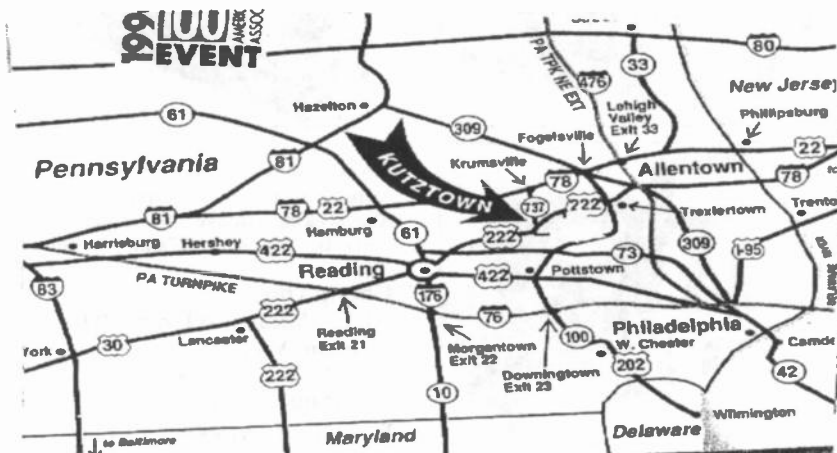 199
100
AMERI
ASSOC
EVENT
80
PA TPK NE EXT
476
33
New Jersey
Hazelton
61
309
Lehigh
Valley
Exit 33
Phillipsburg
Fogelsville
22
Pennsylvania
81
KUTZTOWN
Krumsville
Allentown
78
78
81
78
22
Hamburg
61
737
222
222
Trexlertown
Trenton
Harrisburg
Hershey
422
73
309
I-95
Reading
422
Pottstown
83
PA TURNPIKE
176
222
Reading
Exit 21
76
Philadelphia
30
York
Lancaster
Morgantown
Exit 22
100
W. Chester
Camde
222
Downingtown
Exit 23
202
42
10
Wilmington
to Baltimore
Maryland
Delaware